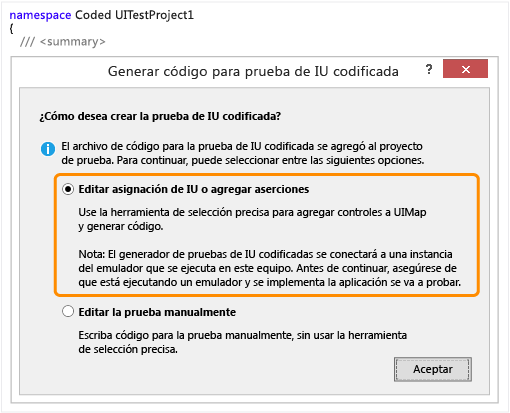 namespace Coded UITestProject1
{
/// <summary>
Generar código para prueba de IU codificada
?
¿Cómo desea crear la prueba de IU codificada?
El archivo de código para la prueba de IU codificada se agregó al proyecto
de prueba. Para continuar, puede seleccionar entre las siguientes opciones.
Editar asignación de IU o agregar aserciones
Use la herramienta de selección precisa para agregar controles a UIMap
y generar código.
Nota: El generador de pruebas de IU codificadas se conectará a una instancia
del emulador que se ejecuta en este equipo. Antes de continuar, asegúrese de
que está ejecutando un emulador y se implementa la aplicación se va a probar.
Editar la prueba manualmente
Escriba código para la prueba manualmente, sin usar la herramienta
de selección precisa.
Aceptar